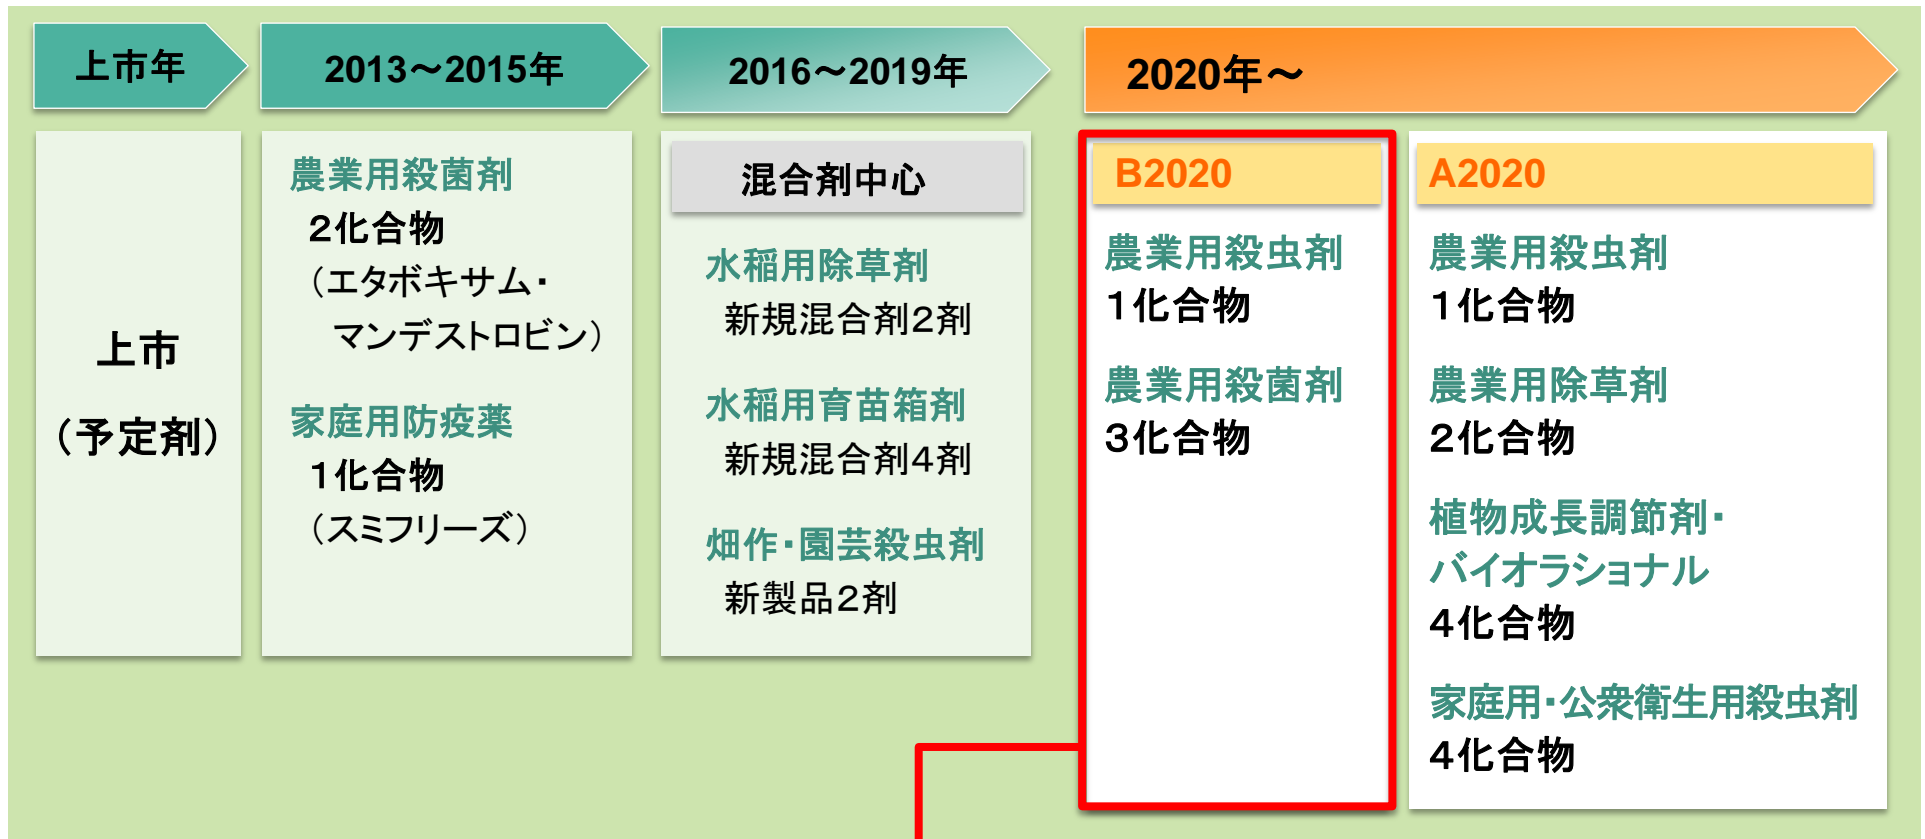 上市年
2013～2015年
2016～2019年
2020年～
上市
（予定剤）
農業用殺菌剤
2化合物
（エタボキサム・
マンデストロビン）
家庭用防疫薬
1化合物
（スミフリーズ）
混合剤中心
水稲用除草剤
新規混合剤2剤
水稲用育苗箱剤
新規混合剤4剤
畑作・園芸殺虫剤
新製品2剤
B2020
農業用殺虫剤
1化合物
農業用殺菌剤
3化合物
A2020
農業用殺虫剤
1化合物
農業用除草剤
2化合物
植物成長調節剤・
バイオラショナル
4化合物
家庭用・公衆衛生用殺虫剤
4化合物